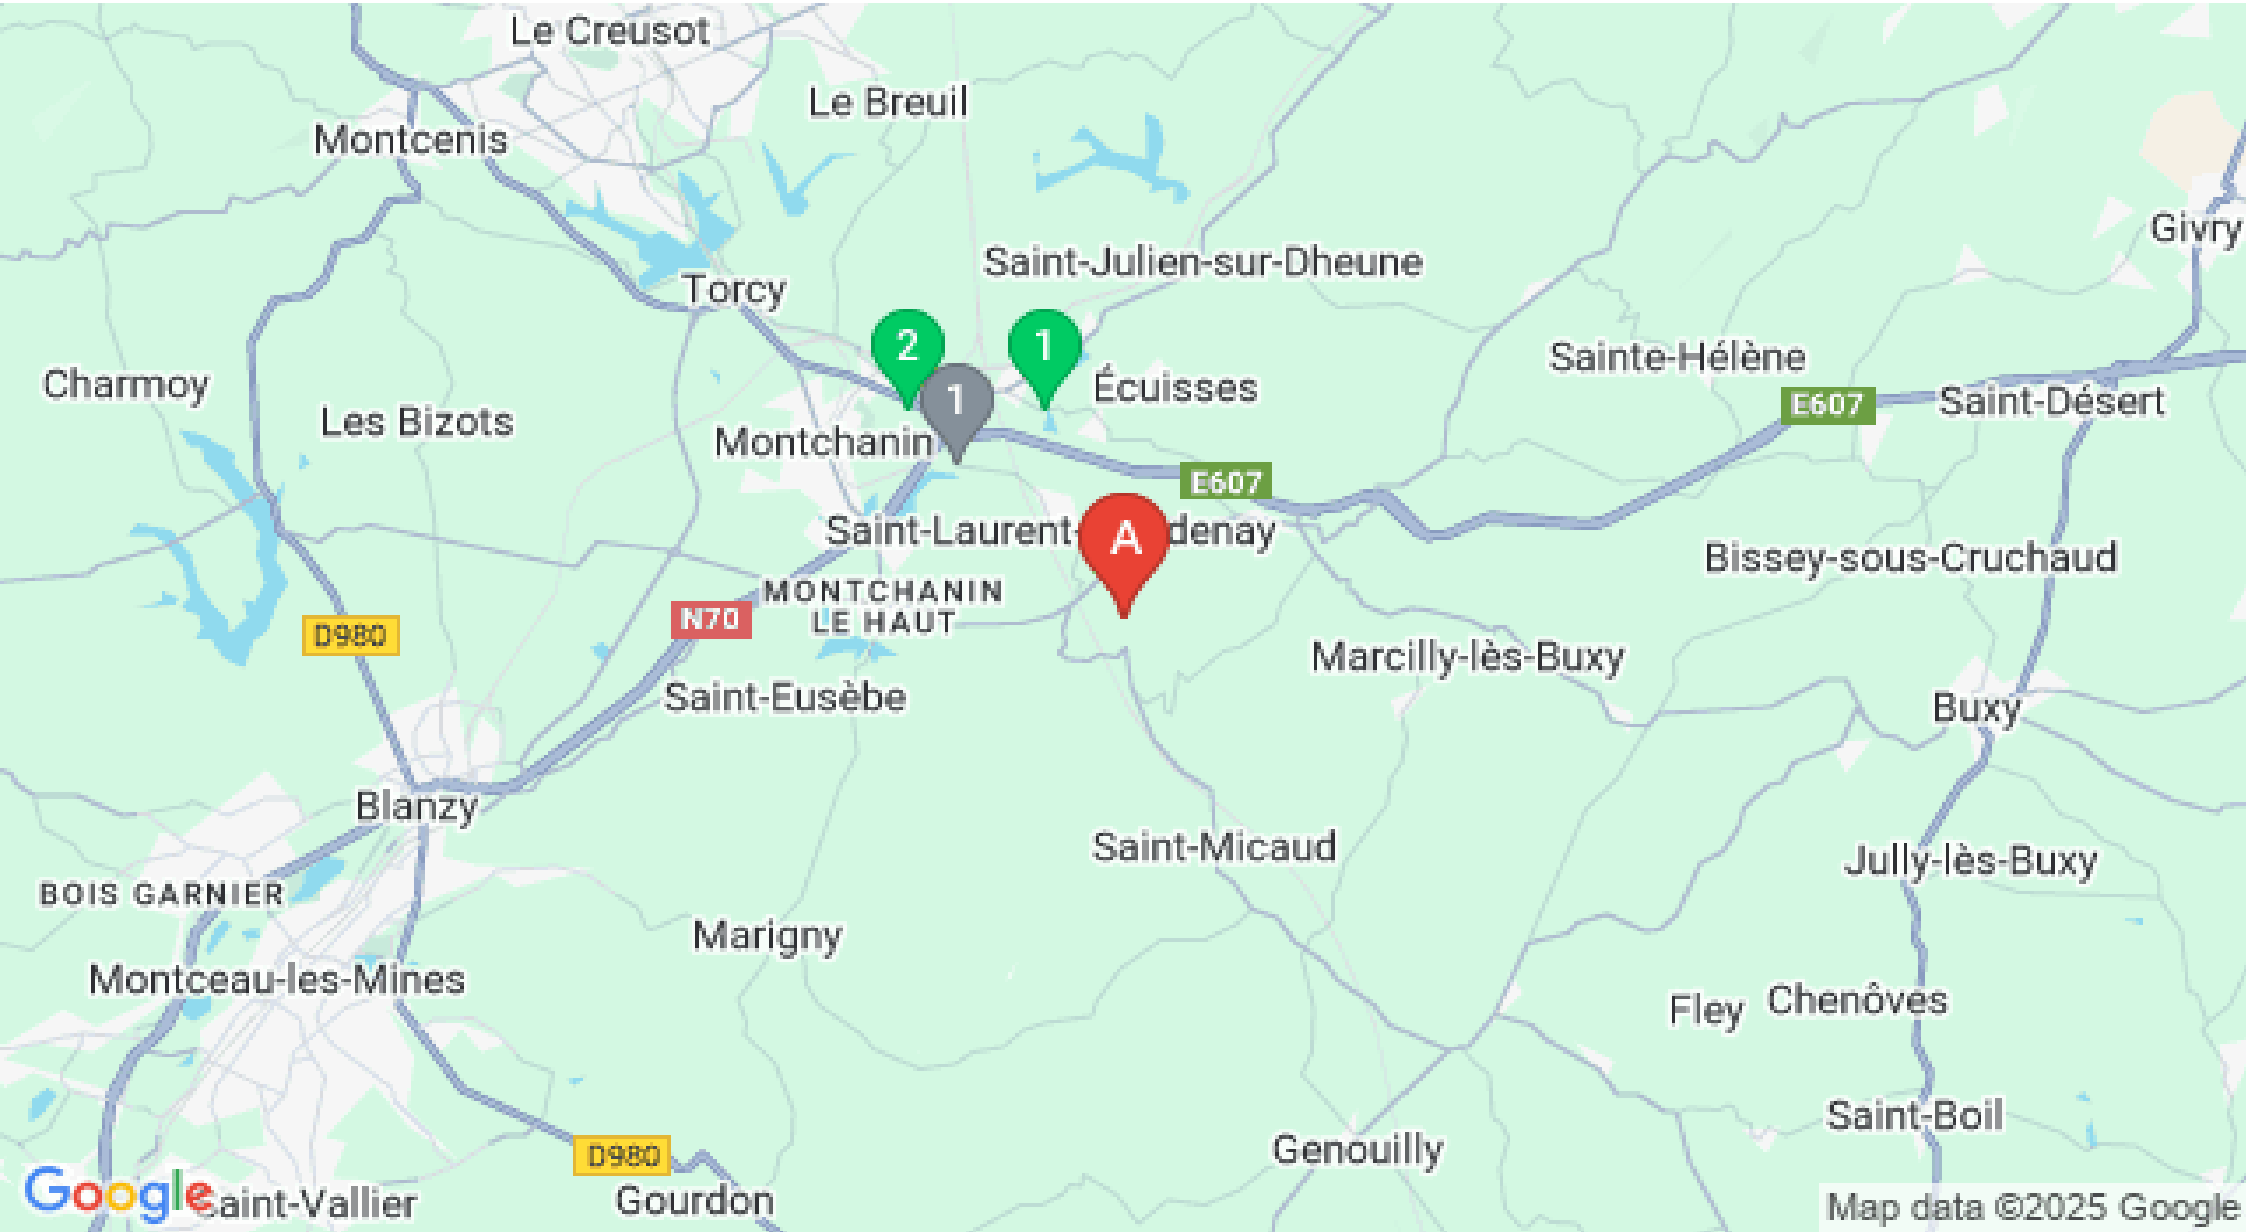 Le Creusot
Le Breuil
Montcenis
Givry
Saint-Julien-sur-Dheune
Torcy
2
1
Sainte-Hélène
Charmoy
Écuisses
1
E607
Saint-Désert
Les Bizots
Montchanin
E607
Saint-Laurent-
denay
A
Bissey-sous-Cruchaud
MONTCHANIN
LE HAUT
N70
D980
Marcilly-lès-Buxy
Saint-Eusèbe
Buxy
Blanzy
Saint-Micaud
Jully-lès-Buxy
BOIS GARNIER
Marigny
Montceau-les-Mines
Chenôves
Fley
Saint-Boil
Genouilly
D980
Google
aint-Vallier
Gourdon
Map data ©2025 Google